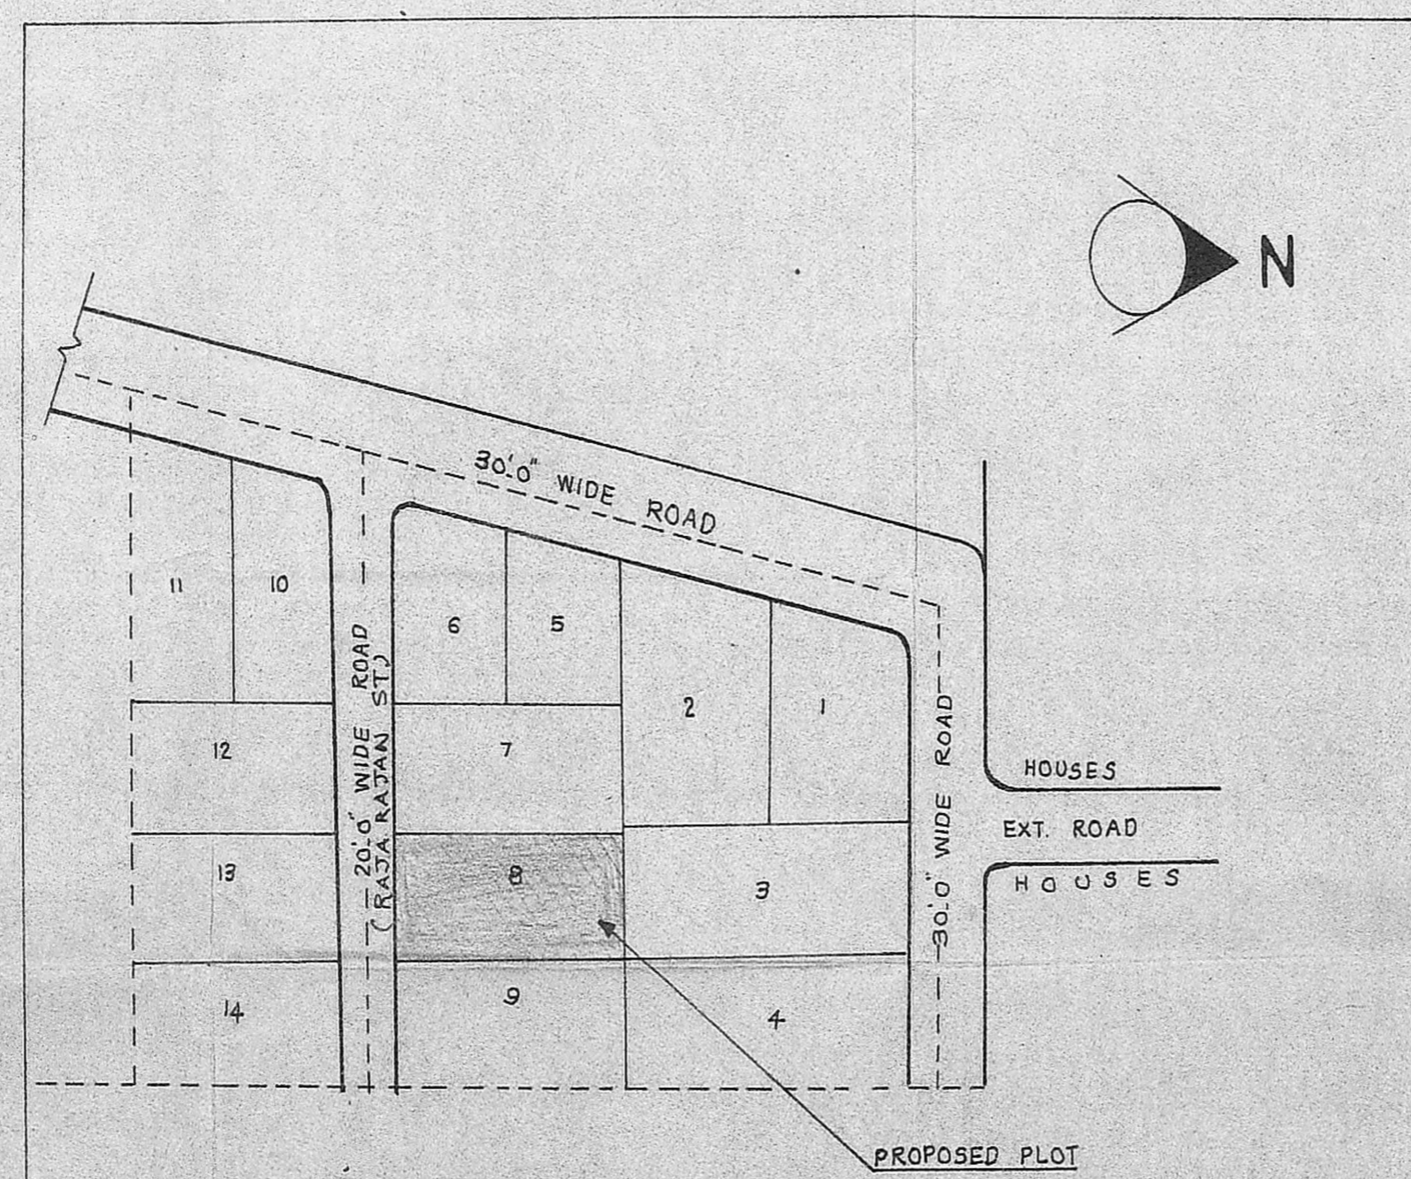 N
30'.0" WIDE ROAD
11
10
6
5
2
1
20'.0" WIDE ROAD
(RAJA RAJAN ST.)
30'.0" WIDE ROAD
12
7
HOUSES
EXT. ROAD
HOUSES
13
8
3
14
9
4
PROPOSED PLOT